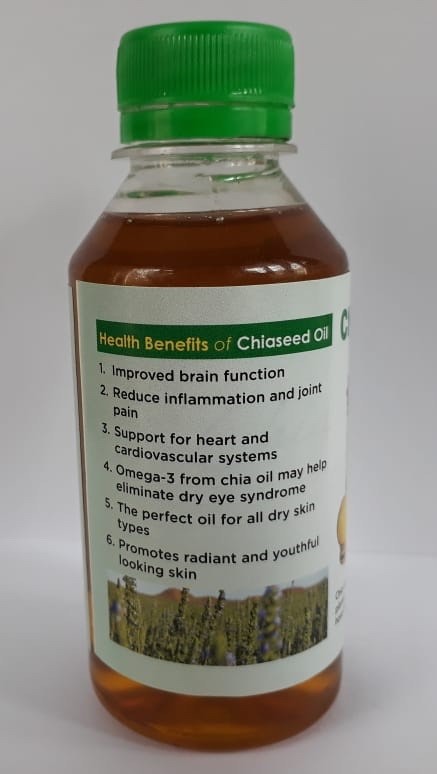 Health Benefits of Chiaseed Oil
1. Improved brain function
2. Reduce inflammation and joint
pain
3. Support for heart and
cardiovascular systems
4. Omega-3 from chia oil may help
eliminate dry eye syndrome
5. The perfect oil for all dry skin
types
6. Promotes radiant and youthful
looking skin